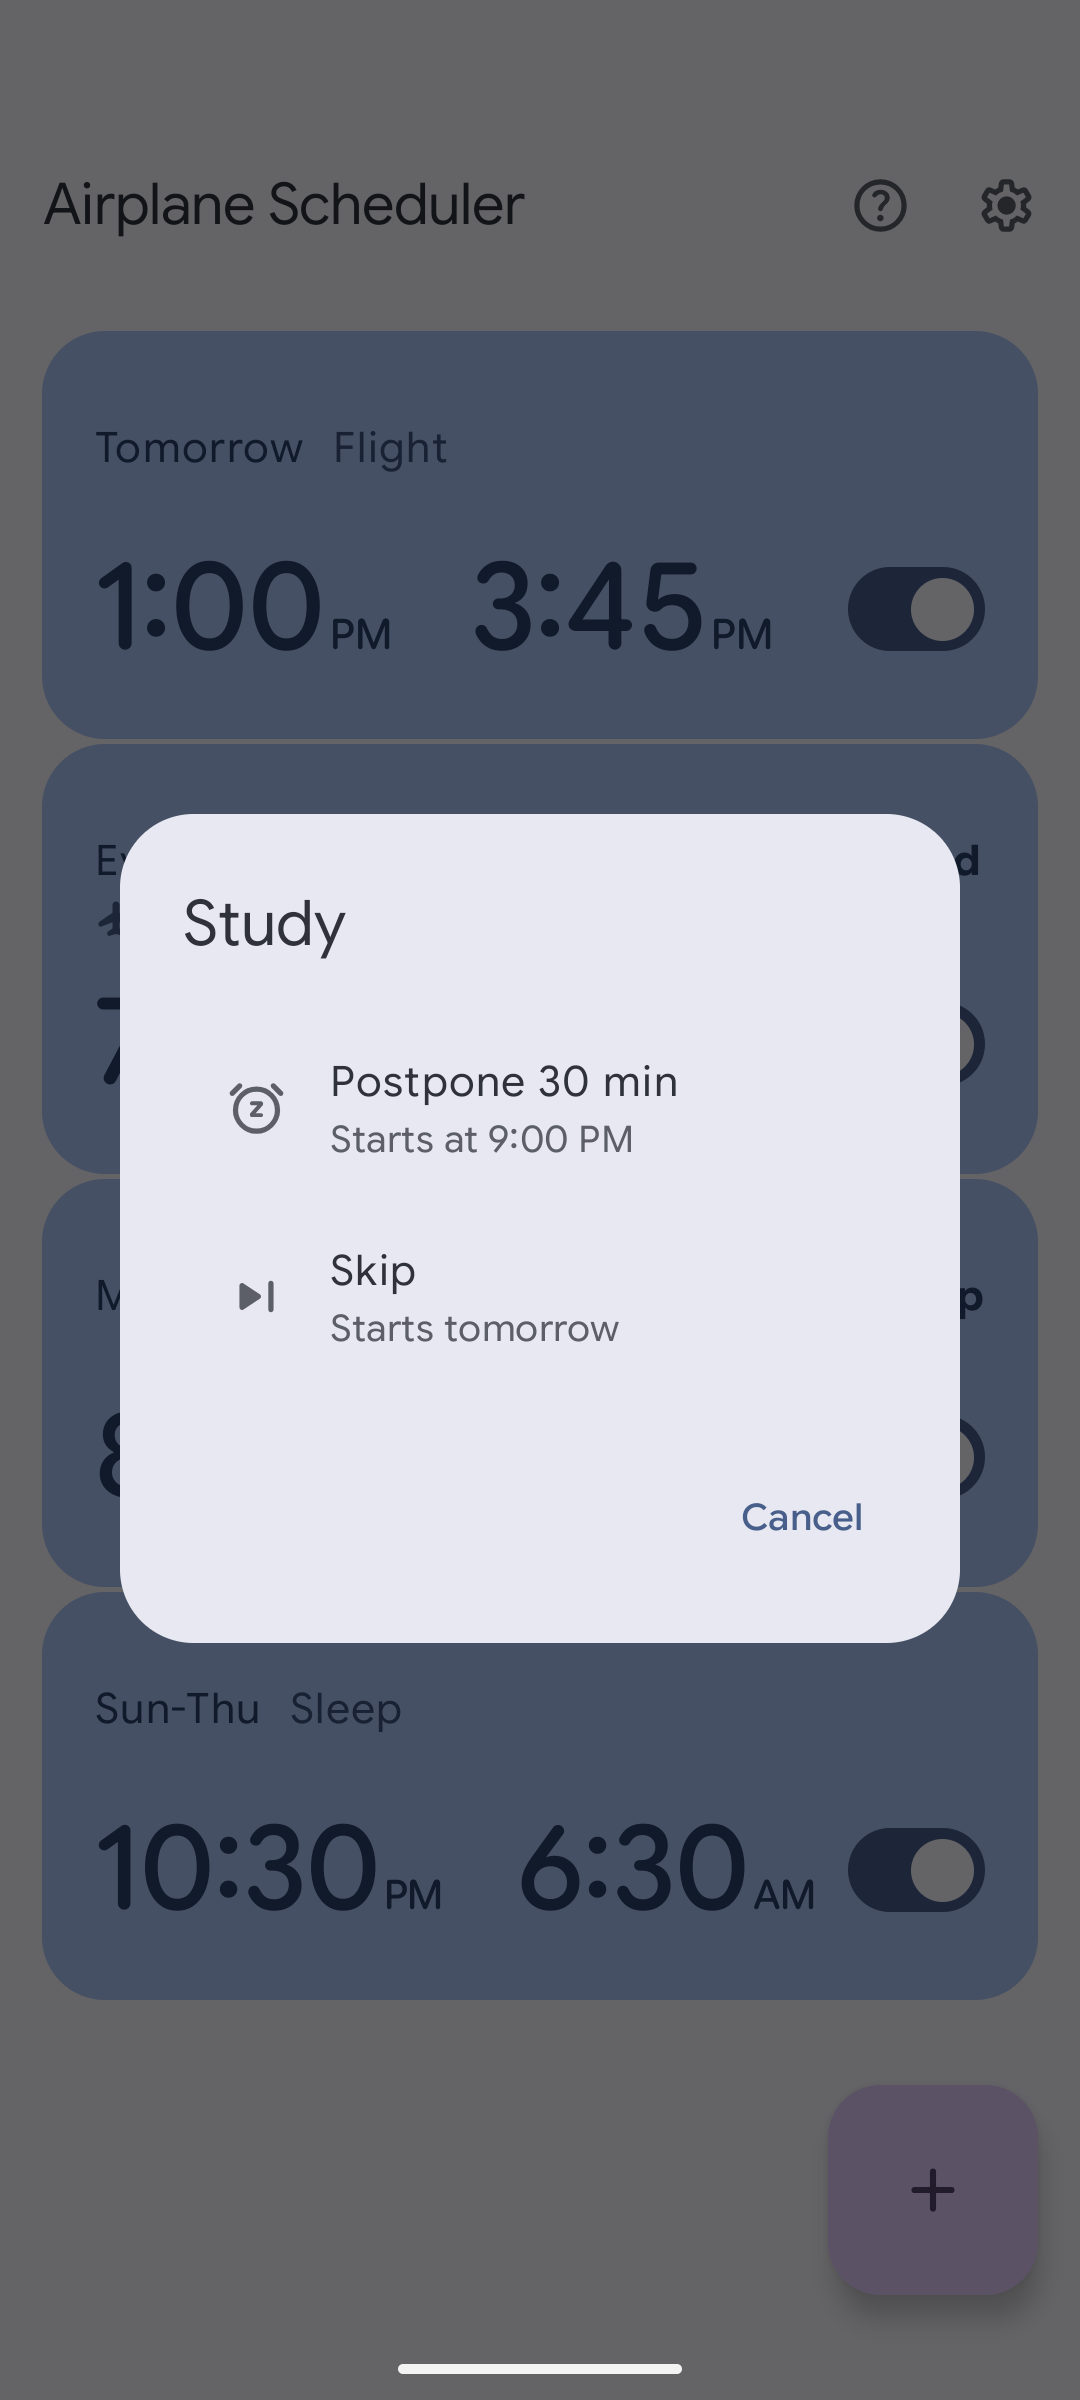 Airplane Scheduler
Tomorrow Flight
1:00 PM 3:45 PM
Study
Postpone 30 min
Starts at 9:00 PM
Skip
Starts tomorrow
Cancel
Sun-Thu Sleep
10:30 PM 6:30 AM